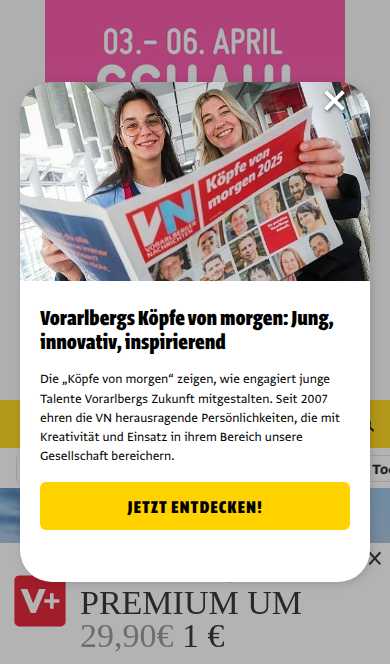 03.– 06. APRIL
Köpfe von
morgen 2025
VN
VORARLBERGER
NACHRICHTEN
Vorarlbergs Köpfe von morgen: Jung,
innovativ, inspirierend
Die „Köpfe von morgen“ zeigen, wie engagiert junge
Talente Vorarlbergs Zukunft mitgestalten. Seit 2007
ehren die VN herausragende Persönlichkeiten, die mit
Kreativität und Einsatz in ihrem Bereich unsere
Gesellschaft bereichern.
JETZT ENTDECKEN!
V+
PREMIUM UM
29,90€ 1 €